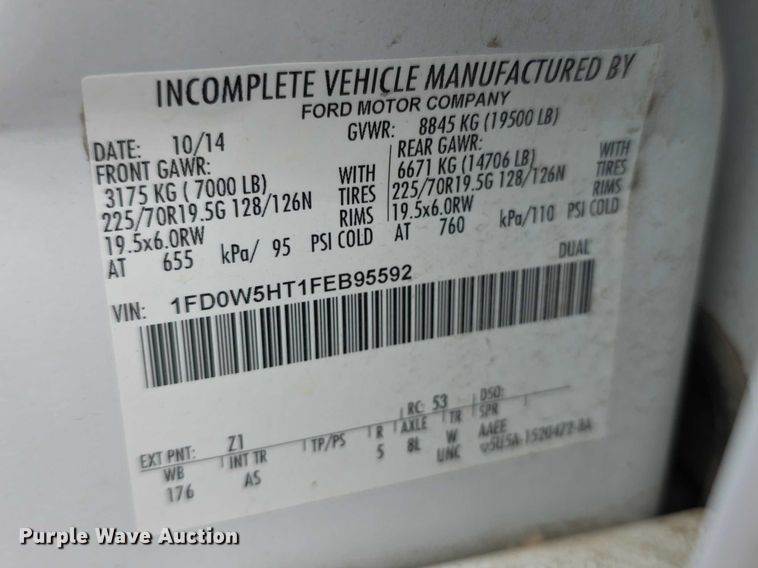 INCOMPLETE VEHICLE MANUFACTURED BY
FORD MOTOR COMPANY
DATE: 10/14 GVWR: 8845 KG (19500 LB)
FRONT GAWR: REAR GAWR:
3175 KG ( 7000 LB) WITH 6671 KG (14706 LB) WITH
225/70R19.5G 128/126N TIRES 225/70R19.5G 128/126N TIRES
19.5x6.0RW RIMS 19.5x6.0RW RIMS
AT 655 kPa/ 95 PSI COLD AT 760 kPa/110 PSI COLD
DUAL
VIN: 1FD0W5HT1FEB95592
EXT PNT: Z1 RC: 53 DSO:
WB INT TR TP/PS R AXLE TR SPR
176 AS 5 8L W AAEE
UNC
Purple Wave Auction